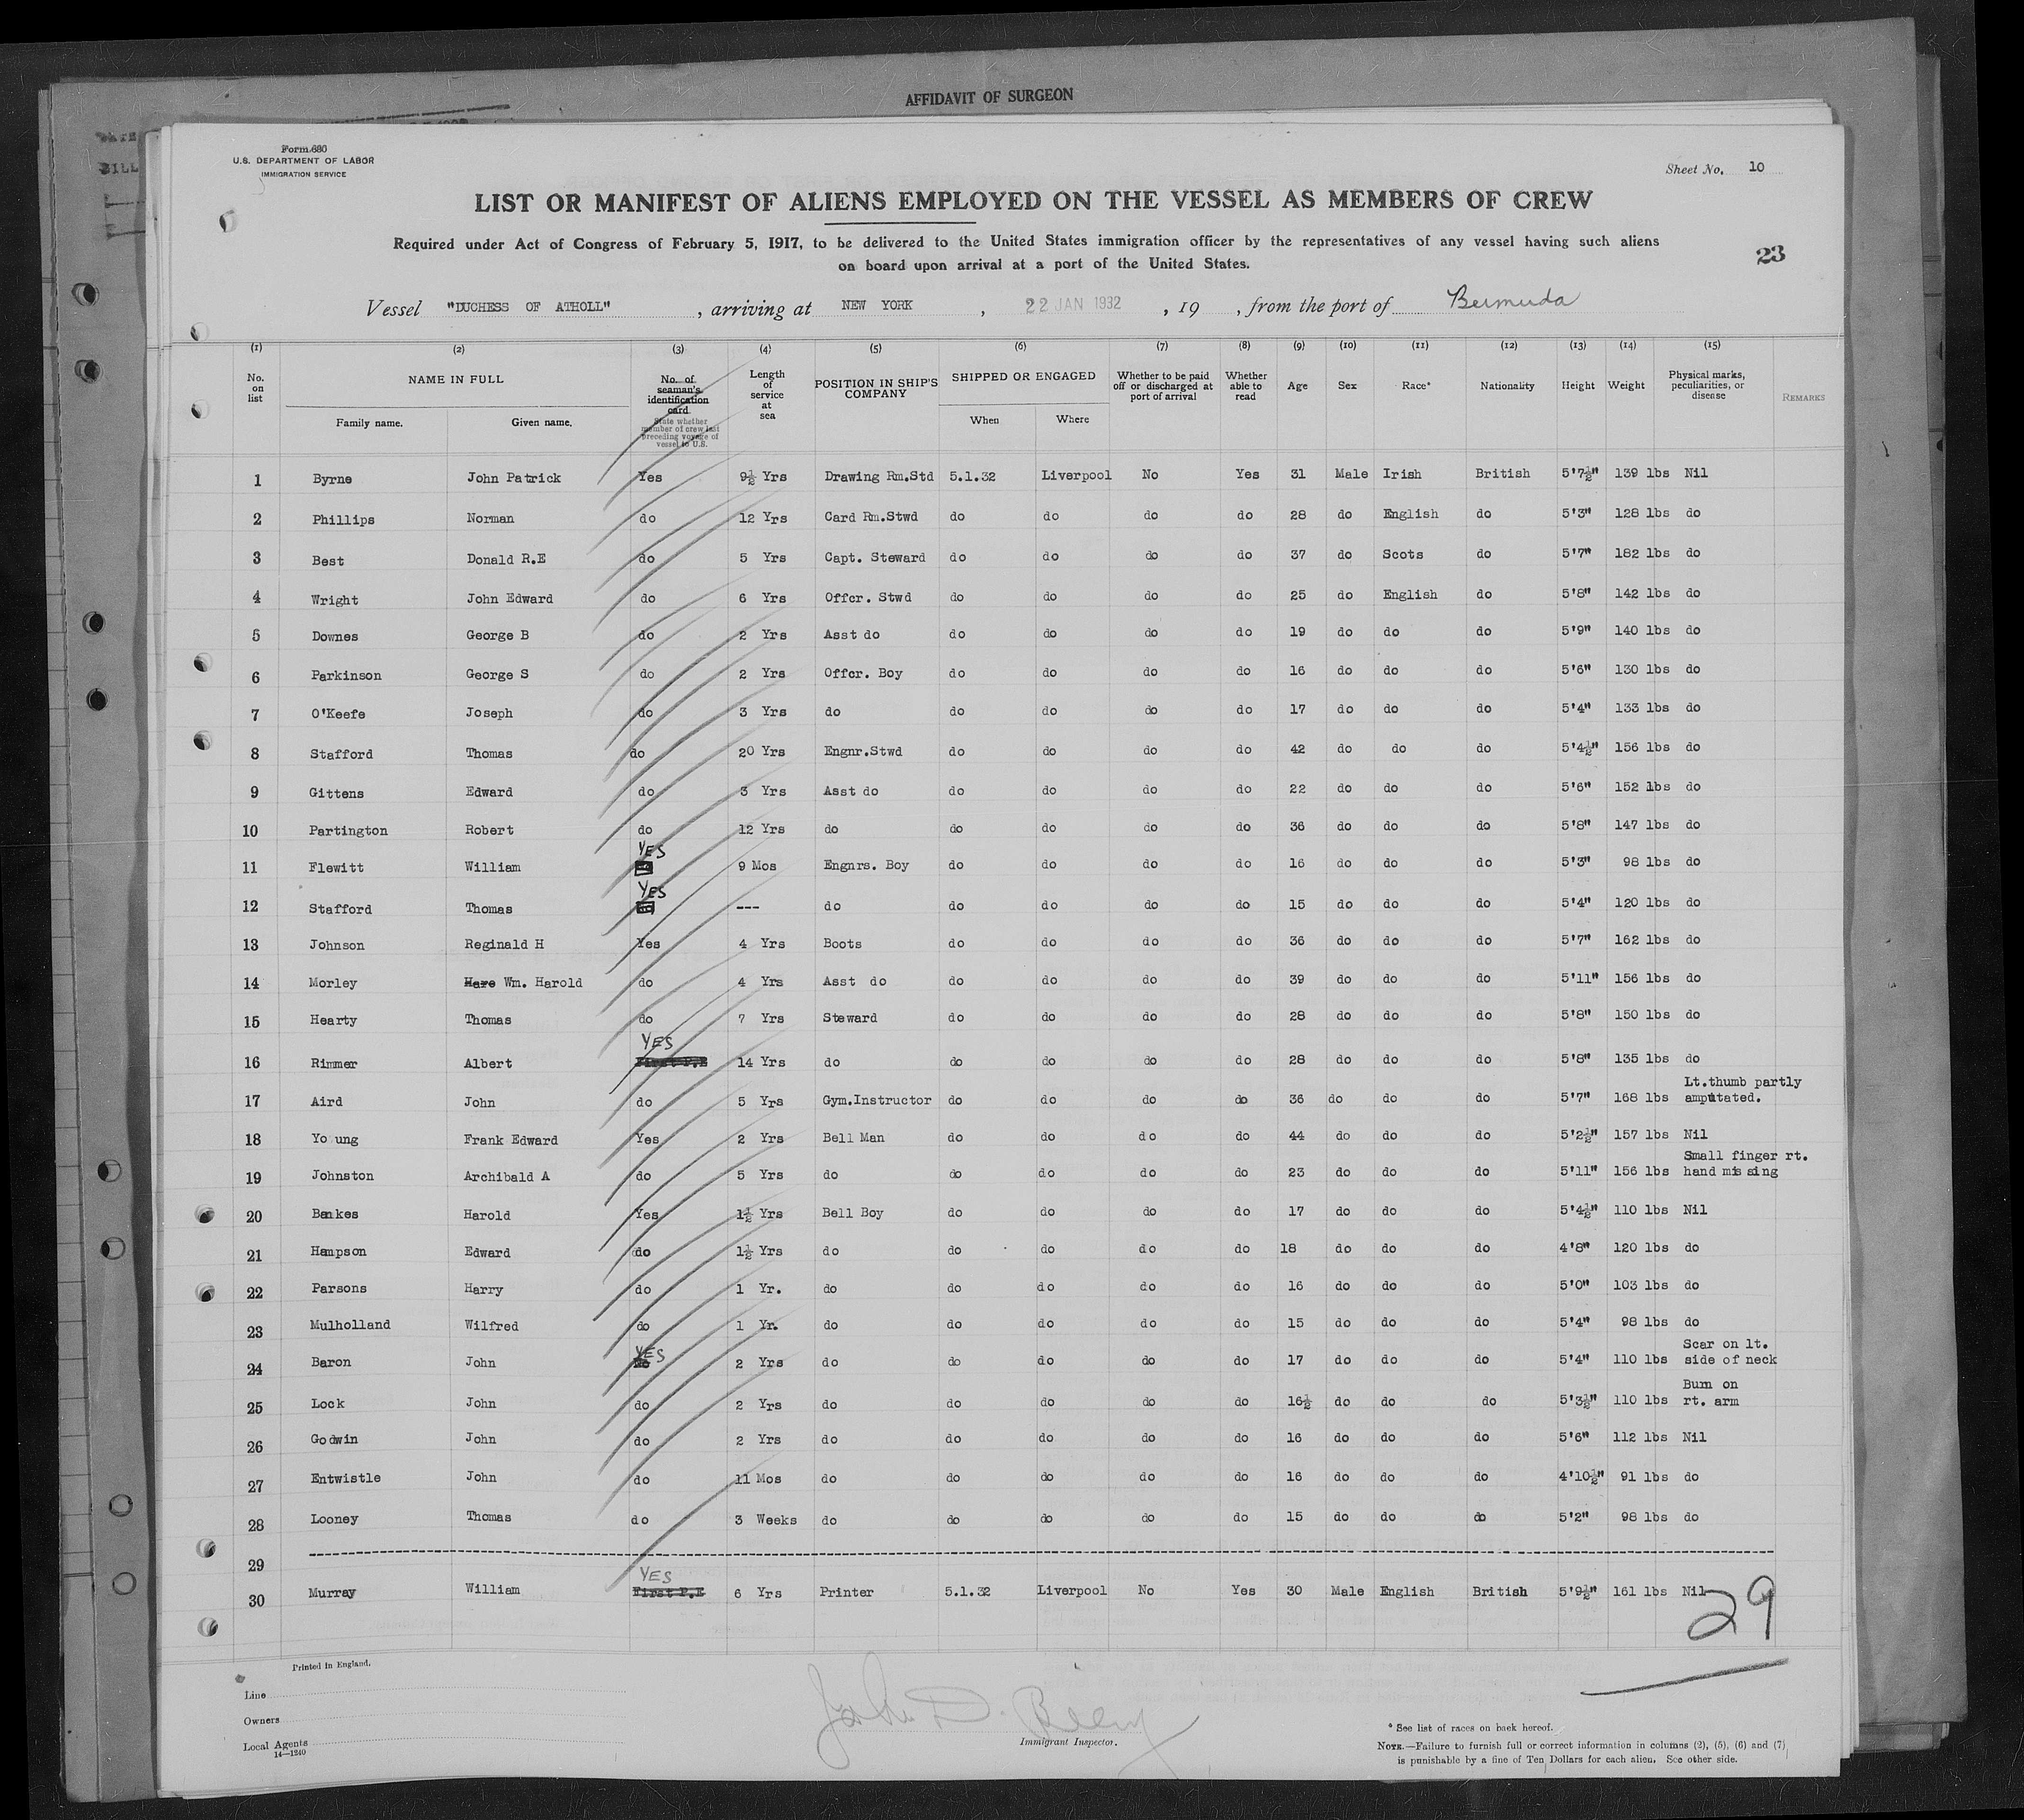 AFFIDAVIT OF SURGEON
Form 680
U.S. DEPARTMENT OF LABOR
IMMIGRATION SERVICE
Sheet No. 10
LIST OR MANIFEST OF ALIENS EMPLOYED ON THE VESSEL AS MEMBERS OF CREW
Required under Act of Congress of February 5, 1917, to be delivered to the United States immigration officer by the representatives of any vessel having such aliens
on board upon arrival at a port of the United States.
23
Vessel "DUCHESS OF ATHOLL" , arriving at NEW YORK , 22 JAN 1932 , 19 , from the port of Bermuda
(1) (2) (3) (4) (5) (6) (7) (8) (9) (10) (11) (12) (13) (14) (15)
No. on list NAME IN FULL Family name. Given name. No. of seaman's identification card State whether member of crew last preceding voyage of vessel to U.S. Length of service at sea POSITION IN SHIP'S COMPANY SHIPPED OR ENGAGED When Where Whether to be paid off or discharged at port of arrival Whether able to read Age Sex Race* Nationality Height Weight Physical marks, peculiarities, or disease REMARKS
1 Byrne John Patrick Yes 9½ Yrs Drawing Rm.Std 5.1.32 Liverpool No Yes 31 Male Irish British 5'7½" 139 lbs Nil
2 Phillips Norman do 12 Yrs Card Rm.Stwd do do do do 28 do English do 5'3" 128 lbs do
3 Best Donald R.E do 5 Yrs Capt. Steward do do do do 37 do Scots do 5'7" 182 lbs do
4 Wright John Edward do 6 Yrs Offcr. Stwd do do do do 25 do English do 5'8" 142 lbs do
5 Downes George B do 2 Yrs Asst do do do do do 19 do do do 5'9" 140 lbs do
6 Parkinson George S do 2 Yrs Offcr. Boy do do do do 16 do do do 5'6" 130 lbs do
7 O'Keefe Joseph do 3 Yrs do do do do do 17 do do do 5'4" 133 lbs do
8 Stafford Thomas do 20 Yrs Engnr.Stwd do do do do 42 do do do 5'4½" 156 lbs do
9 Gittens Edward do 3 Yrs Asst do do do do do 22 do do do 5'6" 152 lbs do
10 Partington Robert do 12 Yrs do do do do do 36 do do do 5'8" 147 lbs do
11 Flewitt William YES 9 Mos Engnrs. Boy do do do do 16 do do do 5'3" 98 lbs do
12 Stafford Thomas YES --- do do do do do 15 do do do 5'4" 120 lbs do
13 Johnson Reginald H Yes 4 Yrs Boots do do do do 36 do do do 5'7" 162 lbs do
14 Morley Hare Wm. Harold do 4 Yrs Asst do do do do do 39 do do do 5'11" 156 lbs do
15 Hearty Thomas do 7 Yrs Steward do do do do 28 do do do 5'8" 150 lbs do
16 Rimmer Albert YES First P.E 14 Yrs do do do do do 28 do do do 5'8" 135 lbs do
17 Aird John do 5 Yrs Gym.Instructor do do do do 36 do do do 5'7" 168 lbs Lt.thumb partly amputated.
18 Yo ung Frank Edward Yes 2 Yrs Bell Man do do do do 44 do do do 5'2½" 157 lbs Nil
19 Johnston Archibald A do 5 Yrs do do do do do 23 do do do 5'11" 156 lbs Small finger rt. hand missing
20 Bankes Harold Yes 1½ Yrs Bell Boy do do do do 17 do do do 5'4½" 110 lbs Nil
21 Hampson Edward do 1½ Yrs do do do do do 18 do do do 4'8" 120 lbs do
22 Parsons Harry do 1 Yr. do do do do do 16 do do do 5'0" 103 lbs do
23 Mulholland Wilfred do 1 Yr. do do do do do 15 do do do 5'4" 98 lbs do
24 Baron John YES 2 Yrs do do do do do 17 do do do 5'4" 110 lbs Scar on lt. side of neck
25 Lock John do 2 Yrs do do do do do 16½ do do do 5'3½" 110 lbs Burn on rt. arm
26 Godwin John do 2 Yrs do do do do do 16 do do do 5'6" 112 lbs Nil
27 Entwistle John do 11 Mos do do do do do 16 do do do 4'10½" 91 lbs do
28 Looney Thomas do 3 Weeks do do do do do 15 do do do 5'2" 98 lbs do
29
30 Murray William YES First P.E 6 Yrs Printer 5.1.32 Liverpool No Yes 30 Male English British 5'9½" 161 lbs Nil
29
Printed in England.
Line
Owners
Local Agents
14—1240
John D.
Immigrant Inspector.
* See list of races on back hereof.
NOTE.—Failure to furnish full or correct information in columns (2), (5), (6) and (7)
is punishable by a fine of Ten Dollars for each alien. See other side.